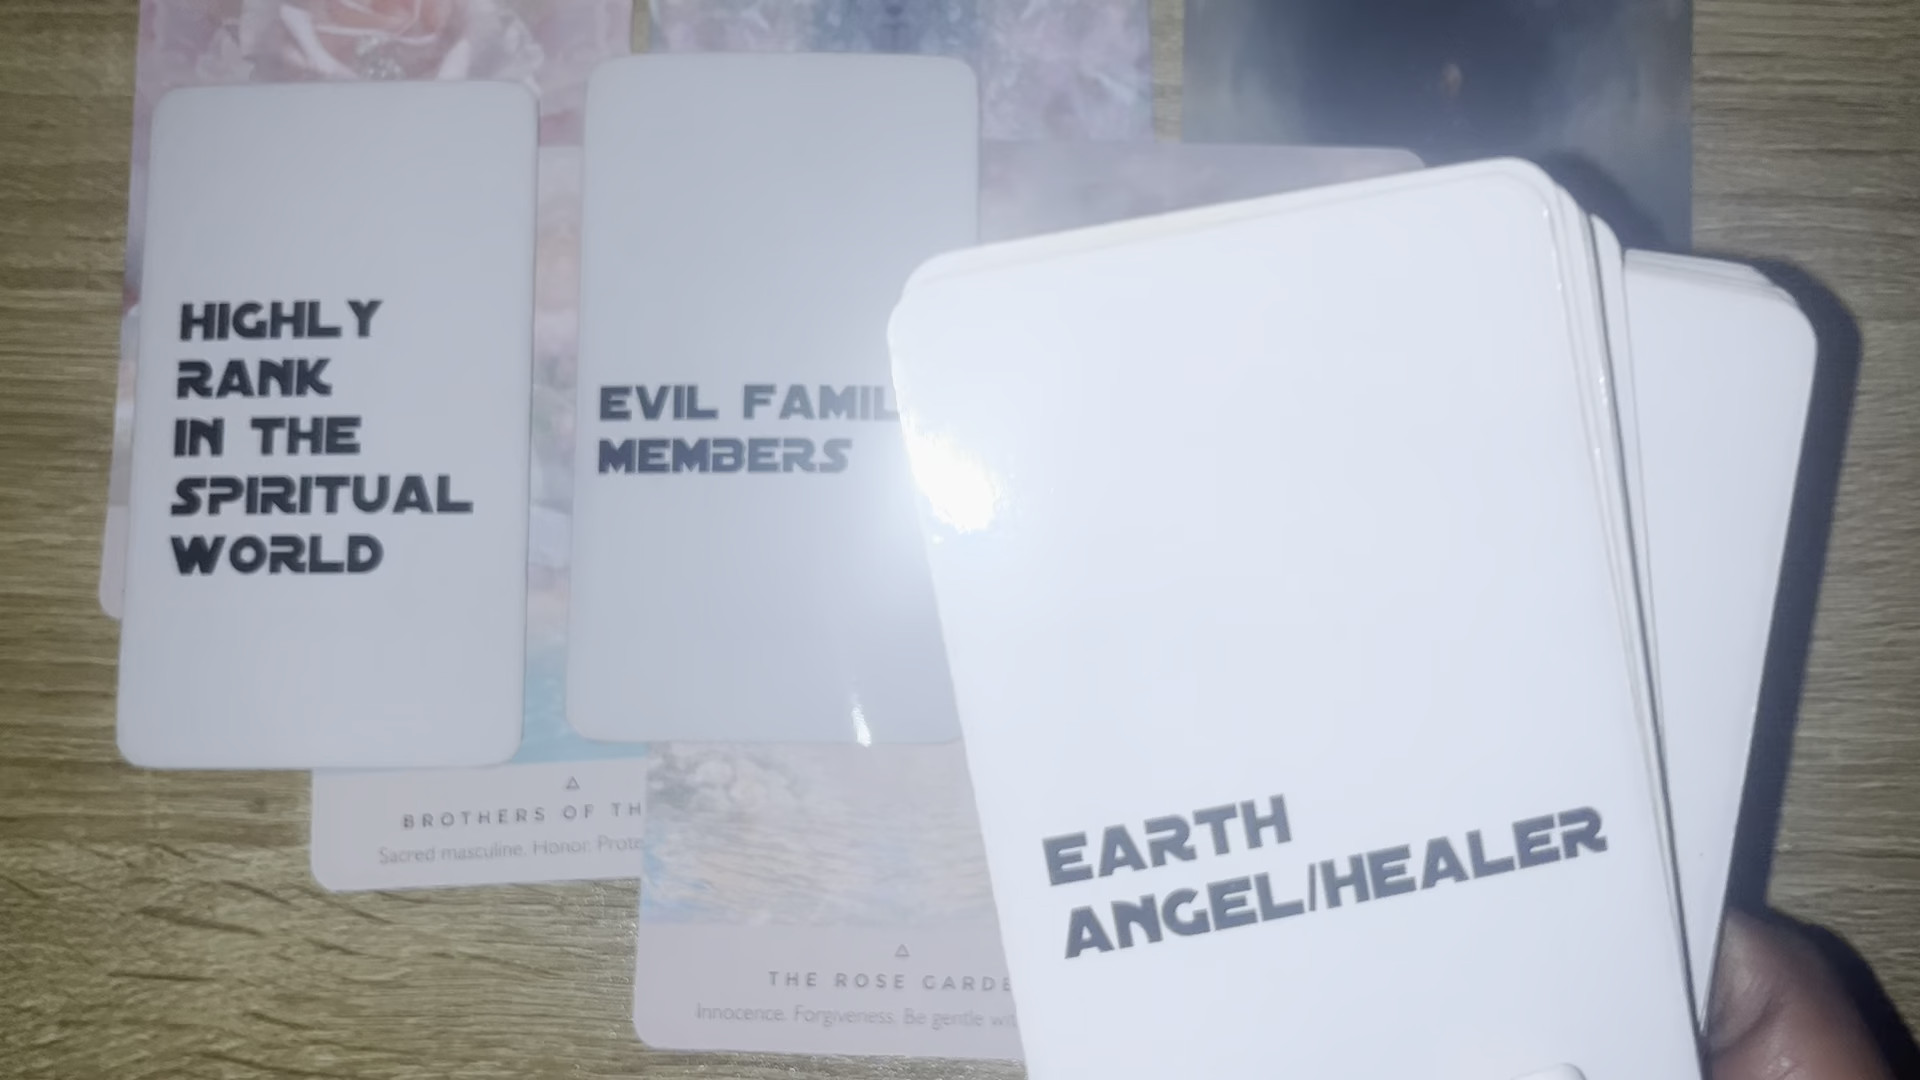 HIGHLY
RANK
IN THE
SPIRITUAL
WORLD
EVIL FAMIL
MEMBERS
EARTH
ANGEL/HEALER
BROTHERS OF TH
Sacred masculine. Honor. Prote
THE ROSE GARDE
Innocence. Forgiveness. Be gentle wit